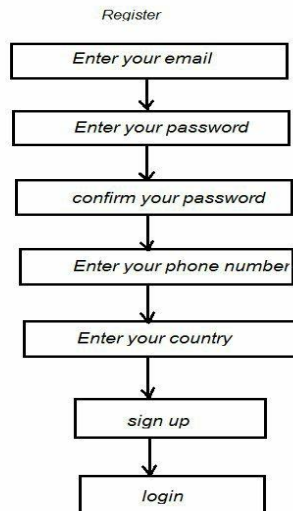 Register
Enter your email
Enter your password
confirm your password
Enter your phone number
Enter your country
sign up
login